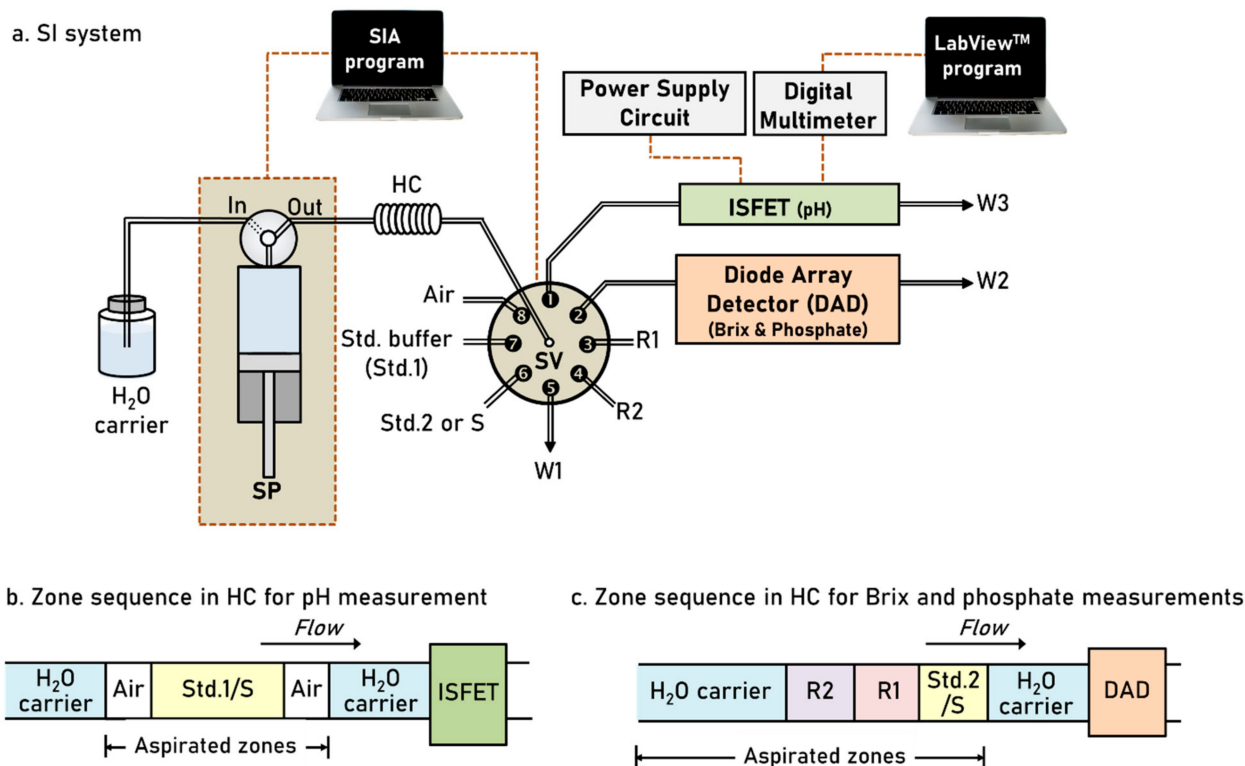 a. SI system
SIA
program
LabView™
program
Power Supply
Circuit
Digital
Multimeter
In
Out
HC
ISFET (pH)
W3
Diode Array
Detector (DAD)
(Brix & Phosphate)
W2
Air
Std. buffer
(Std.1)
Std.2 or S
1
2
3
4
5
6
7
8
SV
R1
R2
W1
H₂O
carrier
SP
b. Zone sequence in HC for pH measurement
Flow
H₂O
carrier
Air
Std.1/S
Air
H₂O
carrier
ISFET
Aspirated zones
c. Zone sequence in HC for Brix and phosphate measurements
Flow
H₂O carrier
R2
R1
Std.2
/S
H₂O
carrier
DAD
Aspirated zones